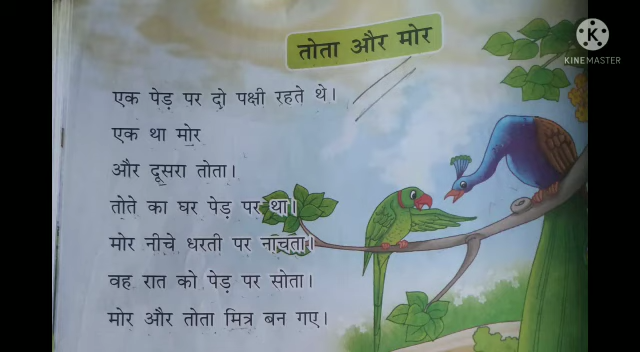 तोता और मोर
K
KINEMASTER
एक पेड़ पर दो पक्षी रहते थे।
एक था मोर
और दूसरा तोता।
तोते का घर पेड़ पर था।
मोर नीचे धरती पर नाचता।
वह रात को पेड़ पर सोता।
मोर और तोता मित्र बन गए।